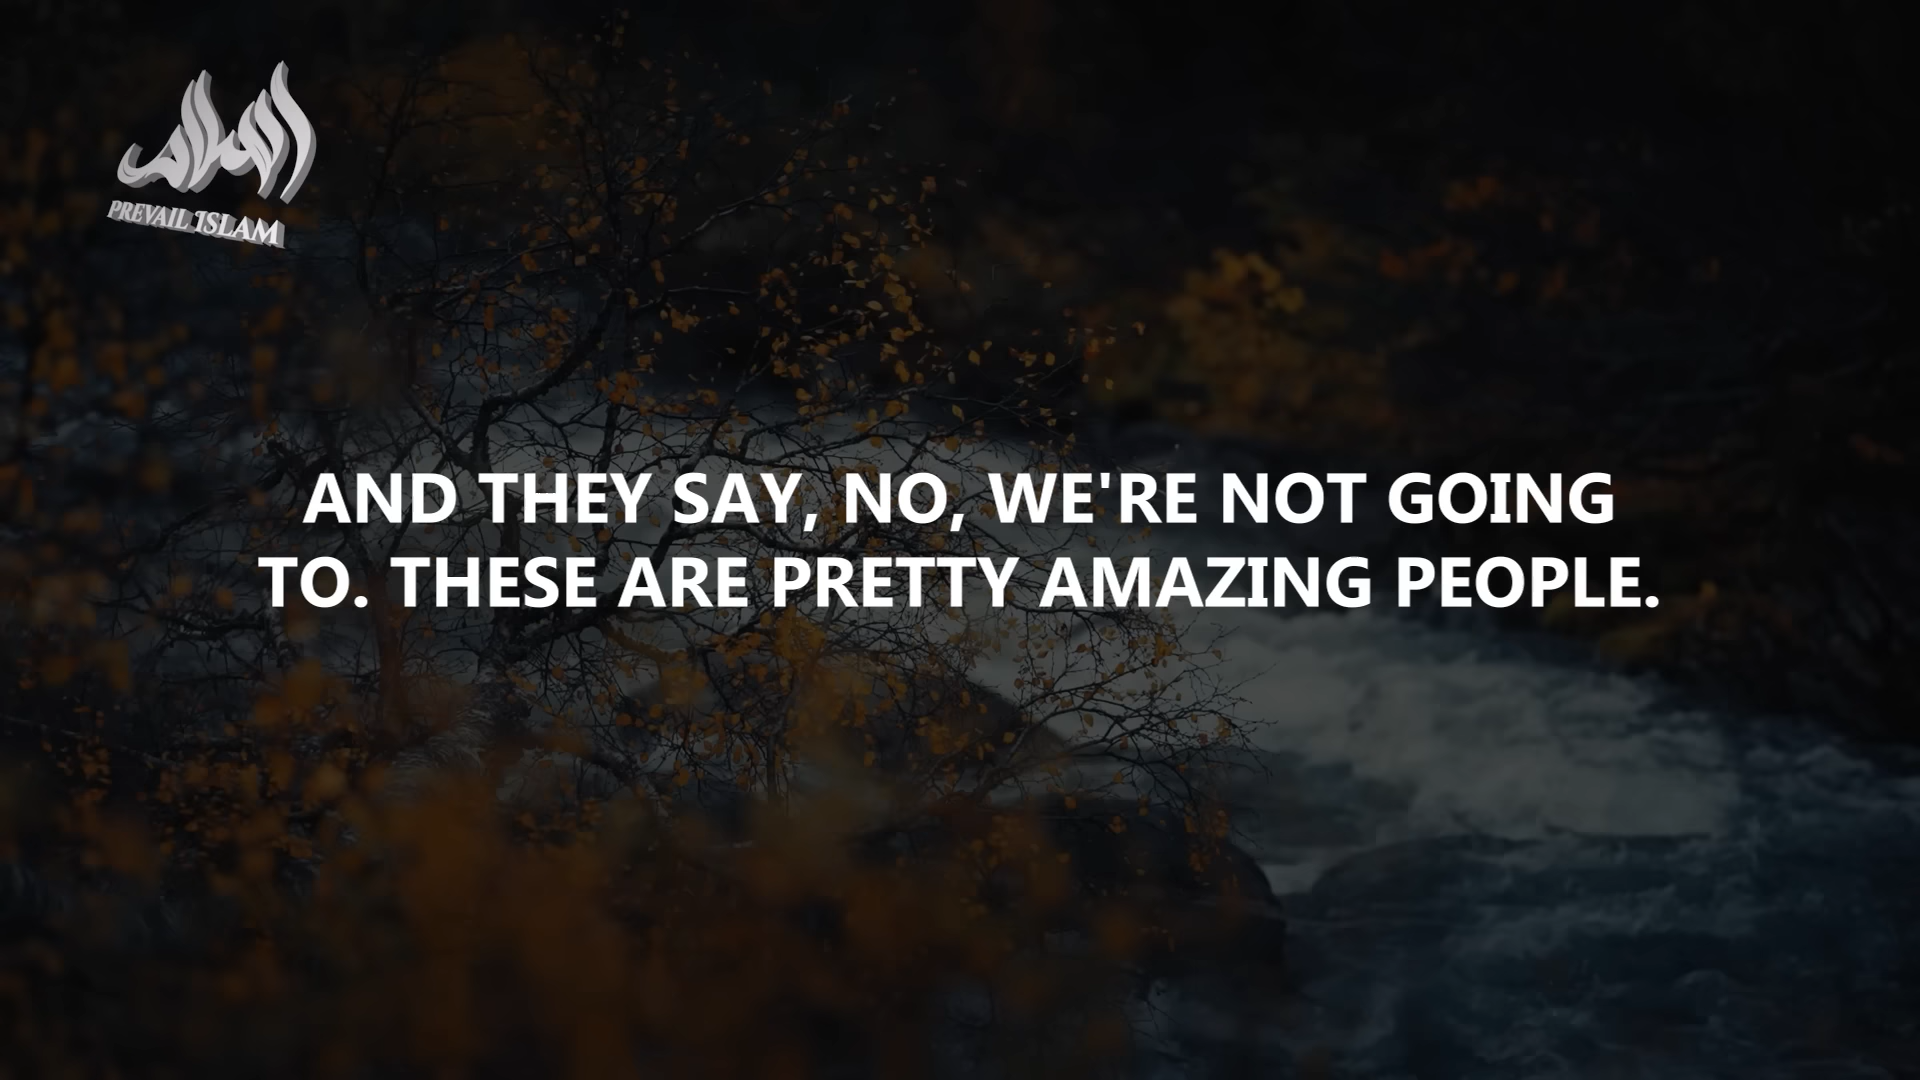 PREVAIL ISLAM
AND THEY SAY, NO, WE'RE NOT GOING
TO. THESE ARE PRETTY AMAZING PEOPLE.